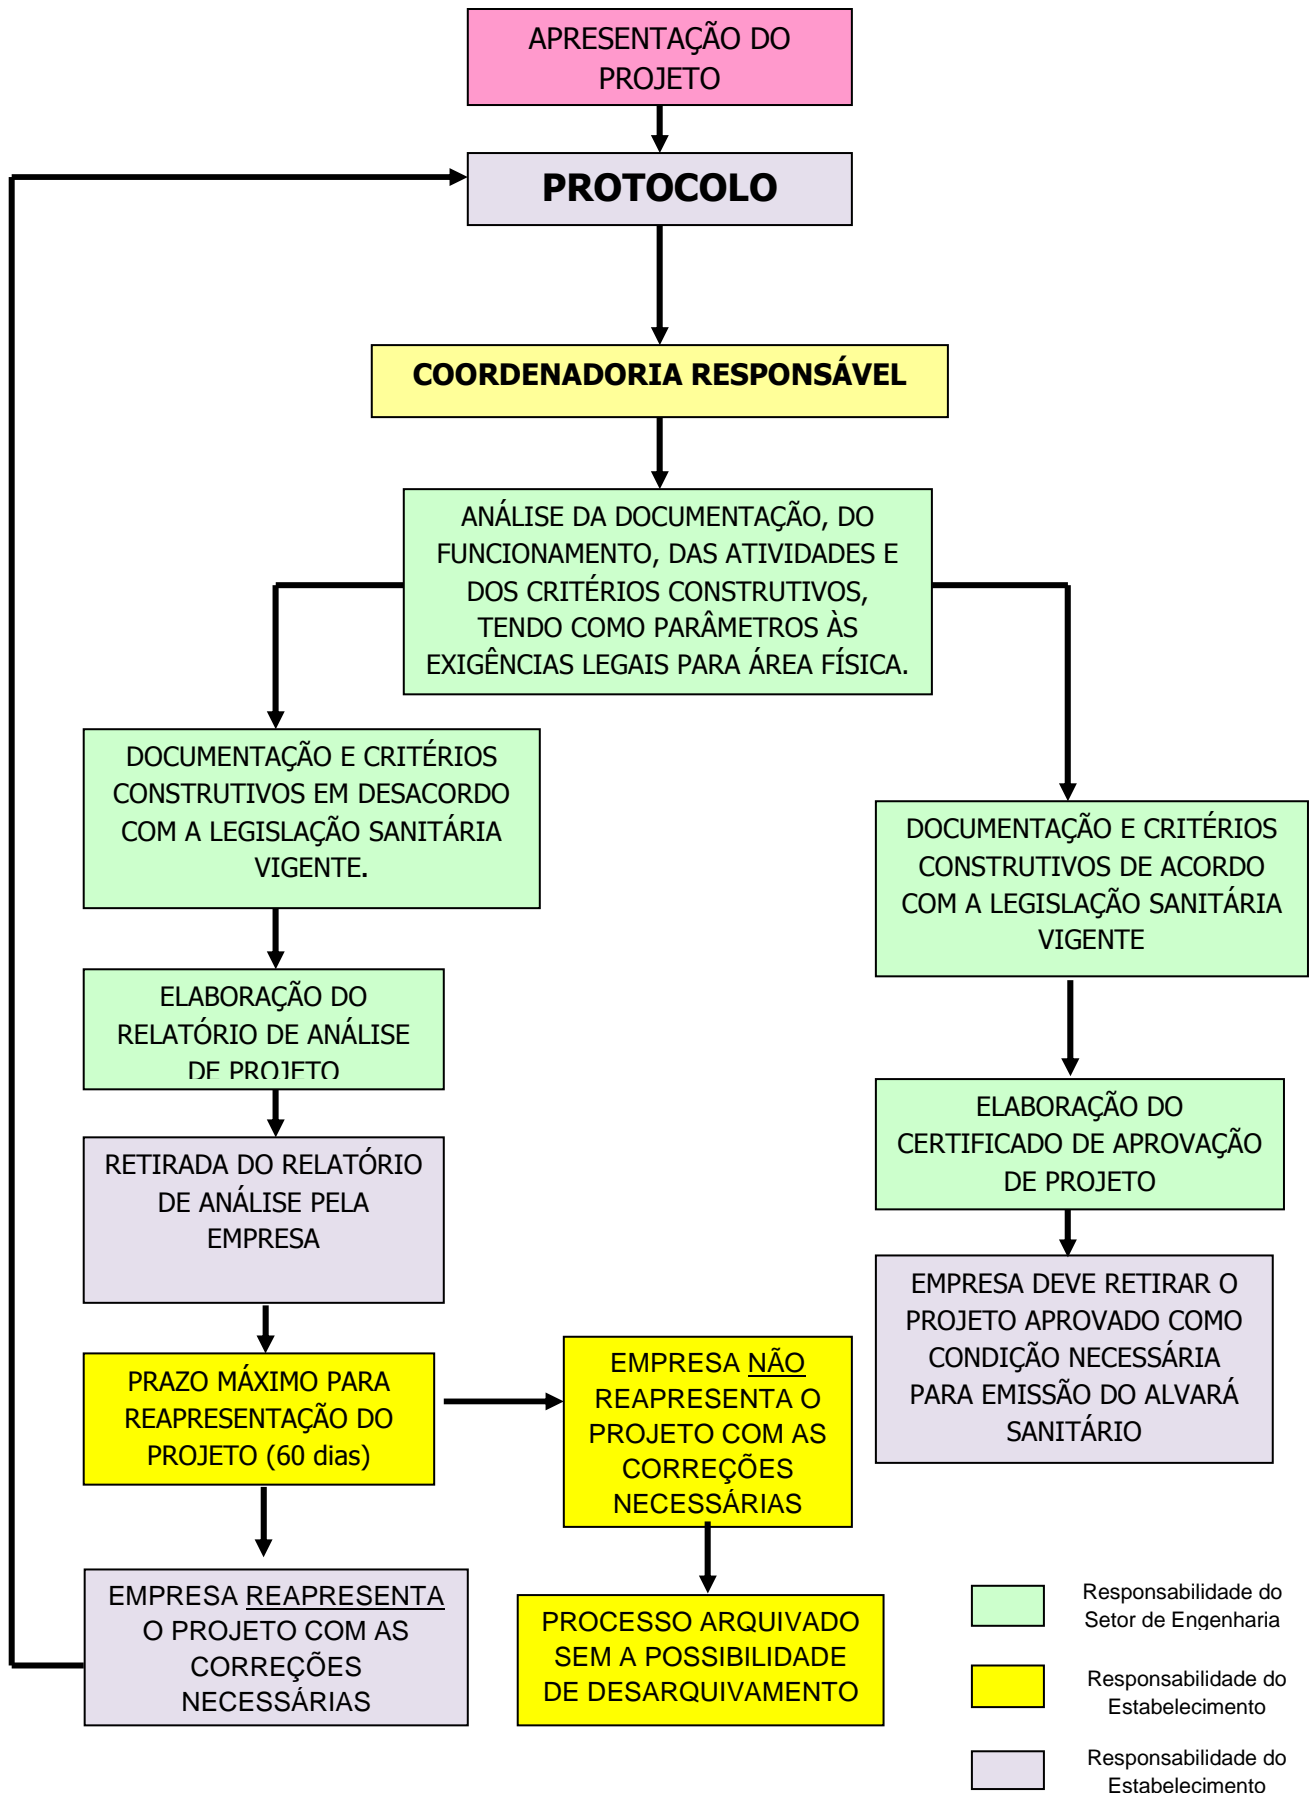 APRESENTAÇÃO DO
PROJETO
PROTOCOLO
COORDENADORIA RESPONSÁVEL
ANÁLISE DA DOCUMENTAÇÃO, DO
FUNCIONAMENTO, DAS ATIVIDADES E
DOS CRITÉRIOS CONSTRUTIVOS,
TENDO COMO PARÂMETROS ÀS
EXIGÊNCIAS LEGAIS PARA ÁREA FÍSICA.
DOCUMENTAÇÃO E CRITÉRIOS
CONSTRUTIVOS EM DESACORDO
COM A LEGISLAÇÃO SANITÁRIA
VIGENTE.
ELABORAÇÃO DO
RELATÓRIO DE ANÁLISE
DE PROJETO
RETIRADA DO RELATÓRIO
DE ANÁLISE PELA
EMPRESA
PRAZO MÁXIMO PARA
REAPRESENTAÇÃO DO
PROJETO (60 dias)
EMPRESA REAPRESENTA
O PROJETO COM AS
CORREÇÕES
NECESSÁRIAS
EMPRESA NÃO
REAPRESENTA O
PROJETO COM AS
CORREÇÕES
NECESSÁRIAS
PROCESSO ARQUIVADO
SEM A POSSIBILIDADE
DE DESARQUIVAMENTO
DOCUMENTAÇÃO E CRITÉRIOS
CONSTRUTIVOS DE ACORDO
COM A LEGISLAÇÃO SANITÁRIA
VIGENTE
ELABORAÇÃO DO
CERTIFICADO DE APROVAÇÃO
DE PROJETO
EMPRESA DEVE RETIRAR O
PROJETO APROVADO COMO
CONDIÇÃO NECESSÁRIA
PARA EMISSÃO DO ALVARÁ
SANITÁRIO
Responsabilidade do
Setor de Engenharia
Responsabilidade do
Estabelecimento
Responsabilidade do
Estabelecimento